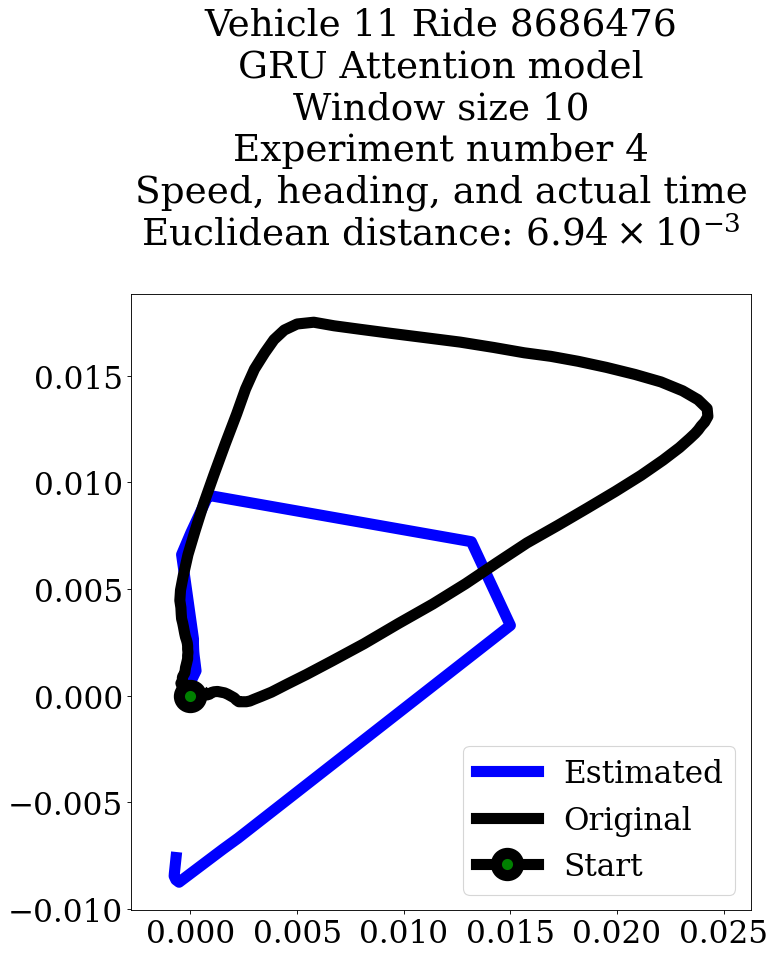 Vehicle 11 Ride 8686476
GRU Attention model
Window size 10
Experiment number 4
Speed, heading, and actual time
Euclidean distance: 6.94 × 10⁻³
0.015
0.010
0.005
0.000
−0.005
−0.010
Estimated
Original
Start
0.000 0.005 0.010 0.015 0.020 0.025